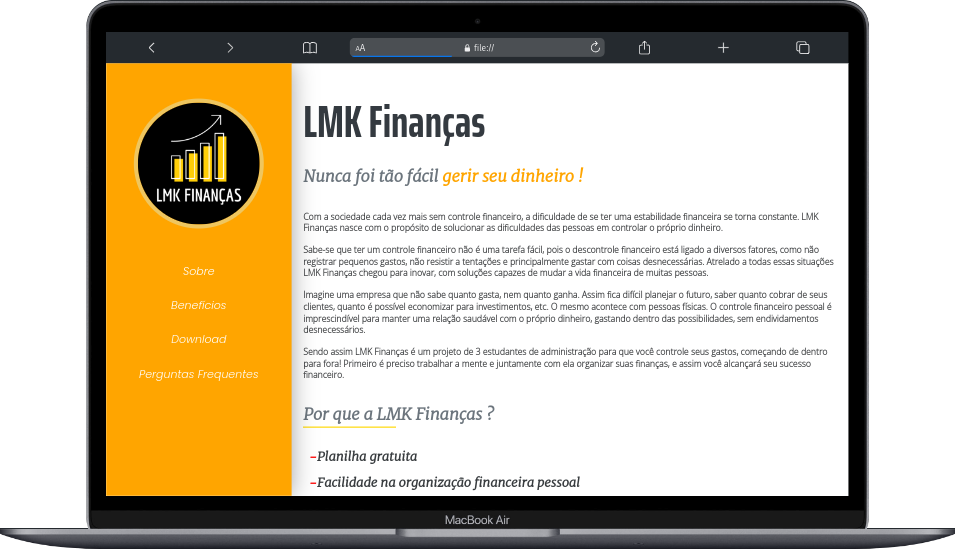 AA
file://
LMK FINANÇAS
Sobre
Benefícios
Download
Perguntas Frequentes
LMK Finanças
Nunca foi tão fácil gerir seu dinheiro !
Com a sociedade cada vez mais sem controle financeiro, a dificuldade de se ter uma estabilidade financeira se torna constante. LMK
Finanças nasce com o propósito de solucionar as dificuldades das pessoas em controlar o próprio dinheiro.
Sabe-se que ter um controle financeiro não é uma tarefa fácil, pois o descontrole financeiro está ligado a diversos fatores, como não
registrar pequenos gastos, não resistir a tentações e principalmente gastar com coisas desnecessárias. Atrelado a todas essas situações
LMK Finanças chegou para inovar, com soluções capazes de mudar a vida financeira de muitas pessoas.
Imagine uma empresa que não sabe quanto gasta, nem quanto ganha. Assim fica difícil planejar o futuro, saber quanto cobrar de seus
clientes, quanto é possível economizar para investimentos, etc. O mesmo acontece com pessoas físicas. O controle financeiro pessoal é
imprescindível para manter uma relação saudável com o próprio dinheiro, gastando dentro das possibilidades, sem endividamentos
desnecessários.
Sendo assim LMK Finanças é um projeto de 3 estudantes de administração para que você controle seus gastos, começando de dentro
para fora! Primeiro é preciso trabalhar a mente e juntamente com ela organizar suas finanças, e assim você alcançará seu sucesso
financeiro.
Por que a LMK Finanças ?
–Planilha gratuita
–Facilidade na organização financeira pessoal
MacBook Air